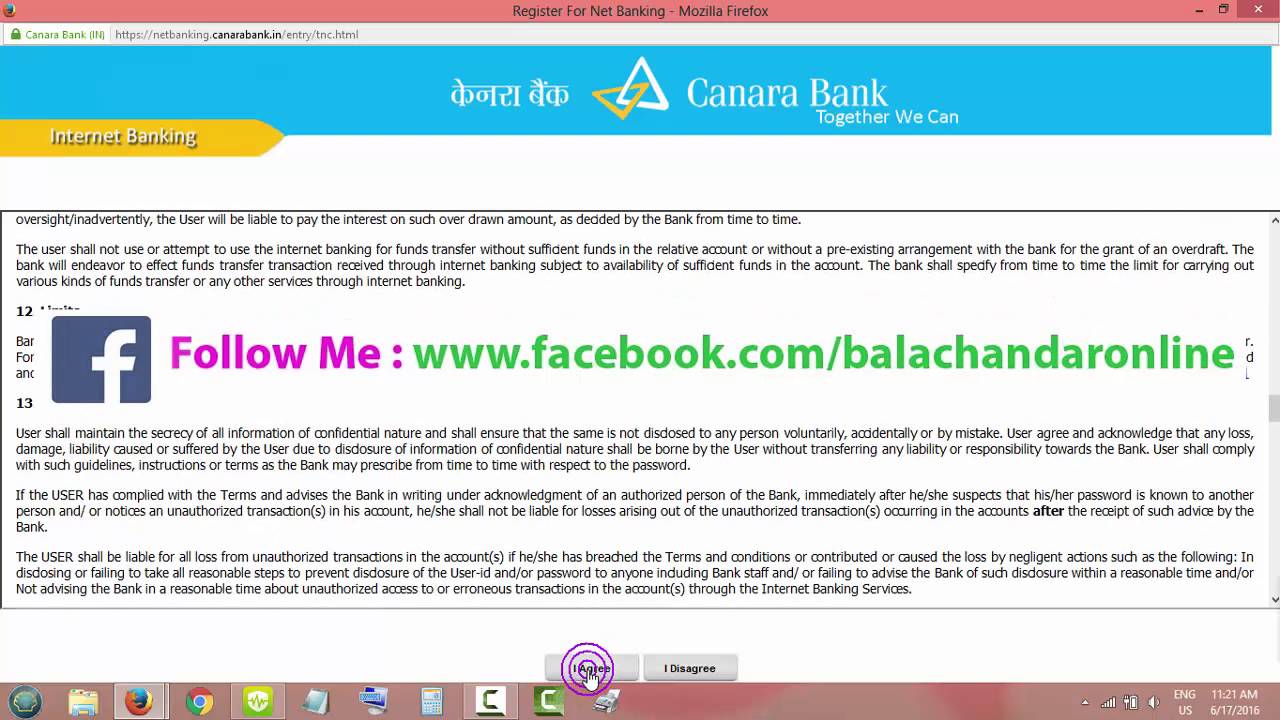 Register For Net Banking - Mozilla Firefox
Canara Bank (IN) https://netbanking.canarabank.in/entry/tnc.html
केनरा बैंक Canara Bank
Together We Can
Internet Banking
oversight/inadvertently, the User will be liable to pay the interest on such over drawn amount, as decided by the Bank from time to time.
The user shall not use or attempt to use the internet banking for funds transfer without sufficient funds in the relative account or without a pre-existing arrangement with the bank for the grant of an overdraft. The
bank will endeavor to effect funds transfer transaction received through internet banking subject to availability of sufficient funds in the account. The bank shall specify from time to time the limit for carrying out
various kinds of funds transfer or any other services through internet banking.
12
Follow Me : www.facebook.com/balachandaronline
13
User shall maintain the secrecy of all information of confidential nature and shall ensure that the same is not disclosed to any person voluntarily, accidentally or by mistake. User agree and acknowledge that any loss,
damage, liability caused or suffered by the User due to disclosure of information of confidential nature shall be borne by the User without transferring any liability or responsibility towards the Bank. User shall comply
with such guidelines, instructions or terms as the Bank may prescribe from time to time with respect to the password.
If the USER has complied with the Terms and advises the Bank in writing under acknowledgment of an authorized person of the Bank, immediately after he/she suspects that his/her password is known to another
person and/ or notices an unauthorized transaction(s) in his account, he/she shall not be liable for losses arising out of the unauthorized transaction(s) occurring in the accounts after the receipt of such advice by the
Bank.
The USER shall be liable for all loss from unauthorized transactions in the account(s) if he/she has breached the Terms and conditions or contributed or caused the loss by negligent actions such as the following: In
disclosing or failing to take all reasonable steps to prevent disclosure of the User-id and/or password to anyone including Bank staff and/ or failing to advise the Bank of such disclosure within a reasonable time and/or
Not advising the Bank in a reasonable time about unauthorized access to or erroneous transactions in the account(s) through the Internet Banking Services.
I Agree I Disagree
ENG 11:21 AM
US 6/17/2016